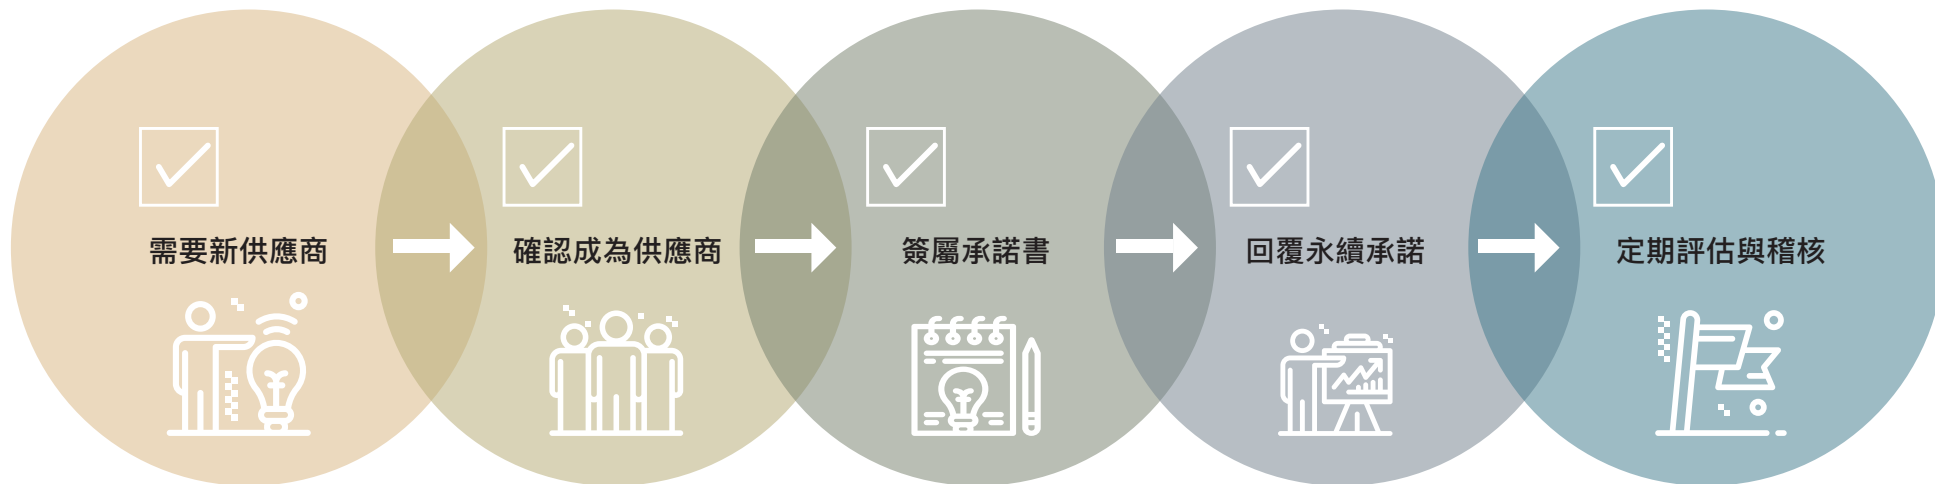 需要新供應商
確認成為供應商
簽屬承諾書
回覆永續承諾
定期評估與稽核